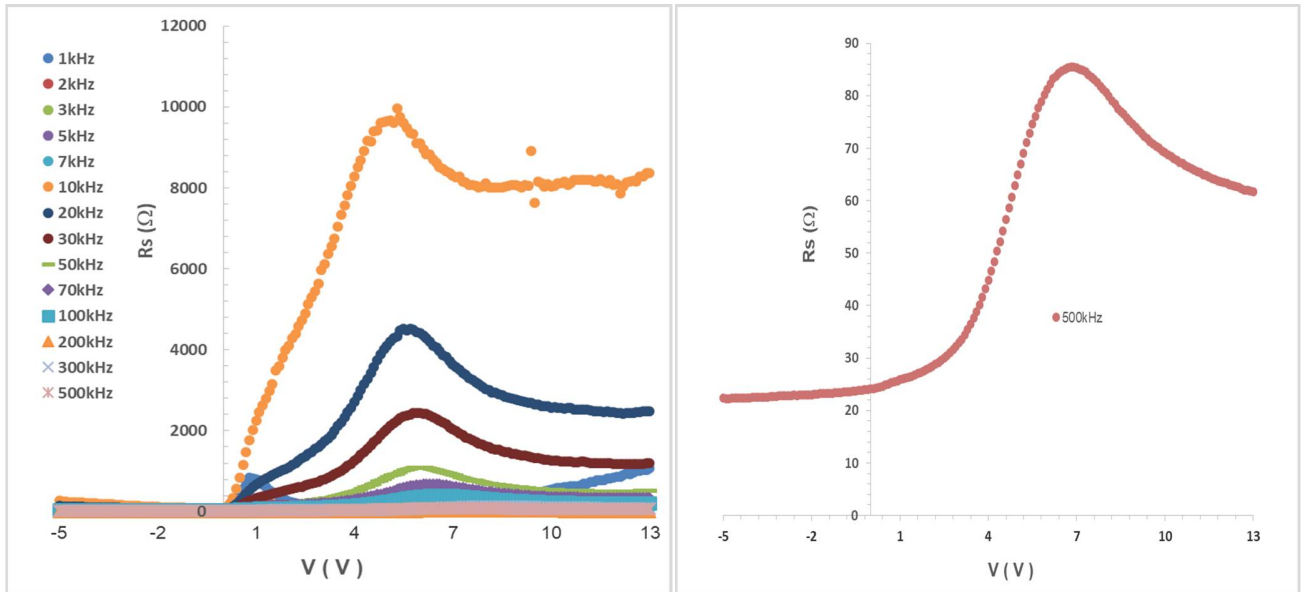 12000
10000
8000
6000
4000
2000
0
Rs (Ω)
1kHz
2kHz
3kHz
5kHz
7kHz
10kHz
20kHz
30kHz
50kHz
70kHz
100kHz
200kHz
300kHz
500kHz
-5 -2 1 4 7 10 13
V ( V )
90
80
70
60
50
40
30
20
10
0
Rs (Ω)
500kHz
-5 -2 1 4 7 10 13
V ( V )